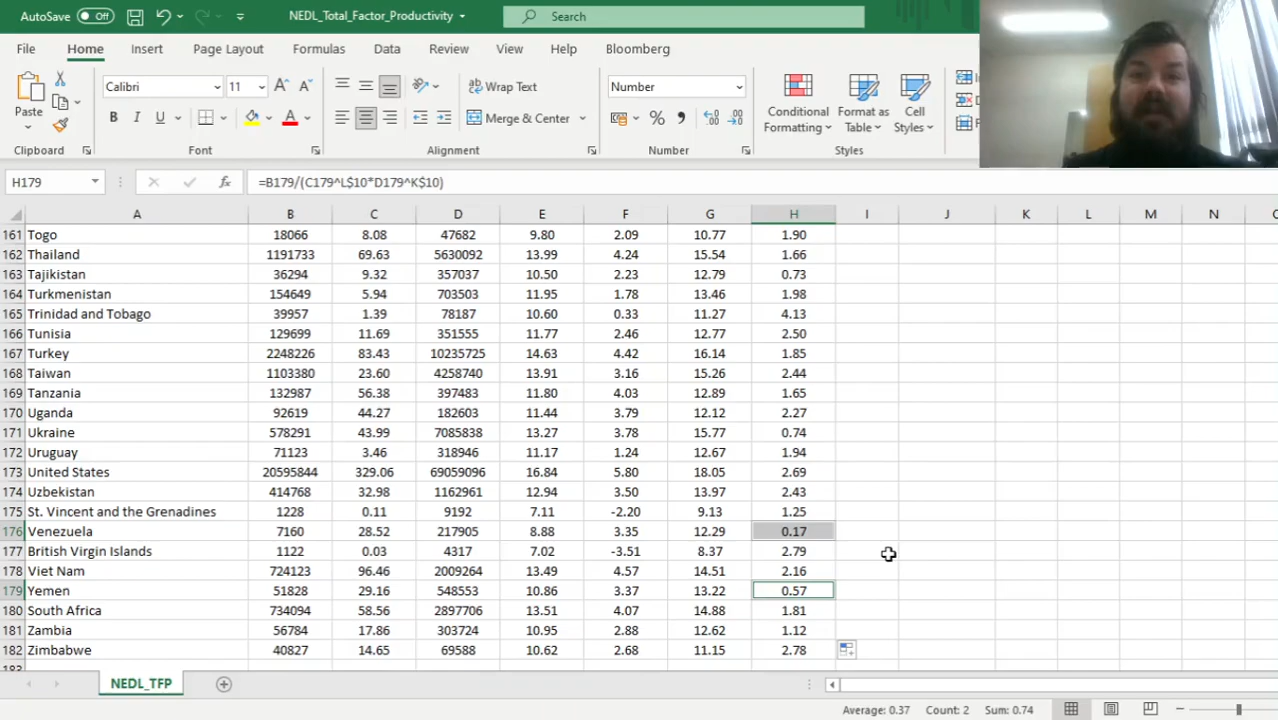 AutoSave Off NEDL_Total_Factor_Productivity Search
File Home Insert Page Layout Formulas Data Review View Help Bloomberg
Calibri 11 Wrap Text Number
Paste B I U Merge & Center Conditional Formatting Format as Table Cell Styles
Clipboard Font Alignment Number Styles
H179 fx =B179/(C179^L$10*D179^K$10)
A B C D E F G H I J K L M N
161 Togo 18066 8.08 47682 9.80 2.09 10.77 1.90
162 Thailand 1191733 69.63 5630092 13.99 4.24 15.54 1.66
163 Tajikistan 36294 9.32 357037 10.50 2.23 12.79 0.73
164 Turkmenistan 154649 5.94 703503 11.95 1.78 13.46 1.98
165 Trinidad and Tobago 39957 1.39 78187 10.60 0.33 11.27 4.13
166 Tunisia 129699 11.69 351555 11.77 2.46 12.77 2.50
167 Turkey 2248226 83.43 10235725 14.63 4.42 16.14 1.85
168 Taiwan 1103380 23.60 4258740 13.91 3.16 15.26 2.44
169 Tanzania 132987 56.38 397483 11.80 4.03 12.89 1.65
170 Uganda 92619 44.27 182603 11.44 3.79 12.12 2.27
171 Ukraine 578291 43.99 7085838 13.27 3.78 15.77 0.74
172 Uruguay 71123 3.46 318946 11.17 1.24 12.67 1.94
173 United States 20595844 329.06 69059096 16.84 5.80 18.05 2.69
174 Uzbekistan 414768 32.98 1162961 12.94 3.50 13.97 2.43
175 St. Vincent and the Grenadines 1228 0.11 9192 7.11 -2.20 9.13 1.25
176 Venezuela 7160 28.52 217905 8.88 3.35 12.29 0.17
177 British Virgin Islands 1122 0.03 4317 7.02 -3.51 8.37 2.79
178 Viet Nam 724123 96.46 2009264 13.49 4.57 14.51 2.16
179 Yemen 51828 29.16 548553 10.86 3.37 13.22 0.57
180 South Africa 734094 58.56 2897706 13.51 4.07 14.88 1.81
181 Zambia 56784 17.86 303724 10.95 2.88 12.62 1.12
182 Zimbabwe 40827 14.65 69588 10.62 2.68 11.15 2.78
NEDL_TFP
Average: 0.37 Count: 2 Sum: 0.74